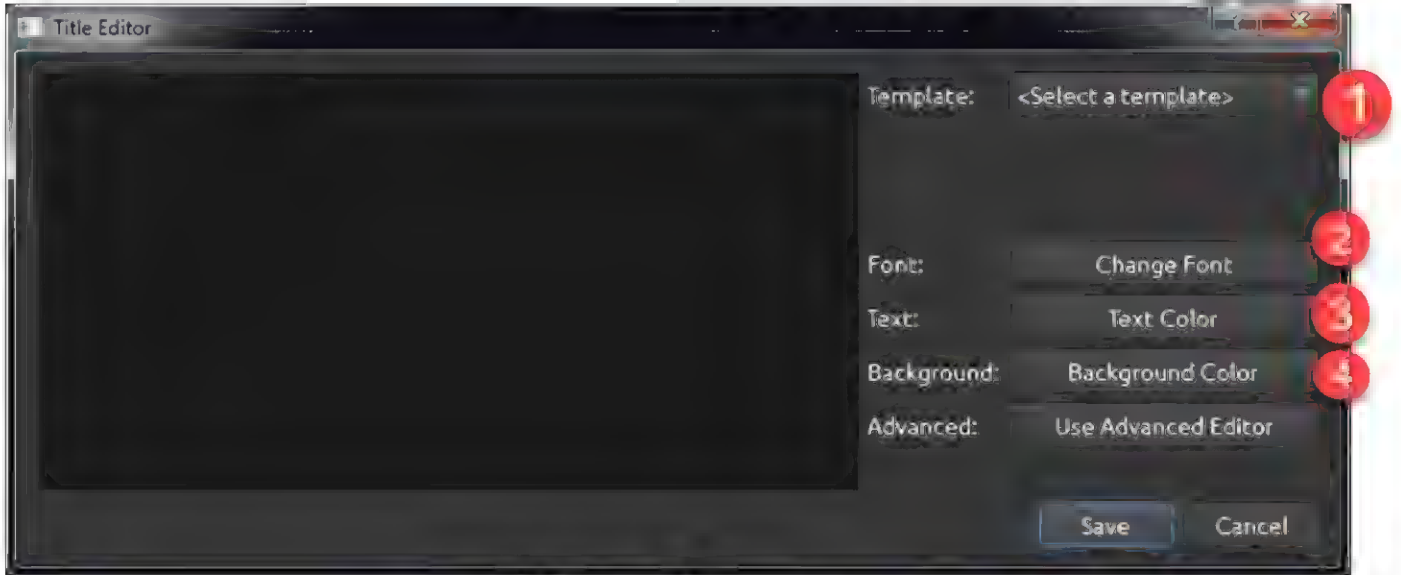 Title Editor
Template: <Select a template> 1
2
Font: Change Font
Text: Text Color 3
Background: Background Color 4
Advanced: Use Advanced Editor
Save Cancel